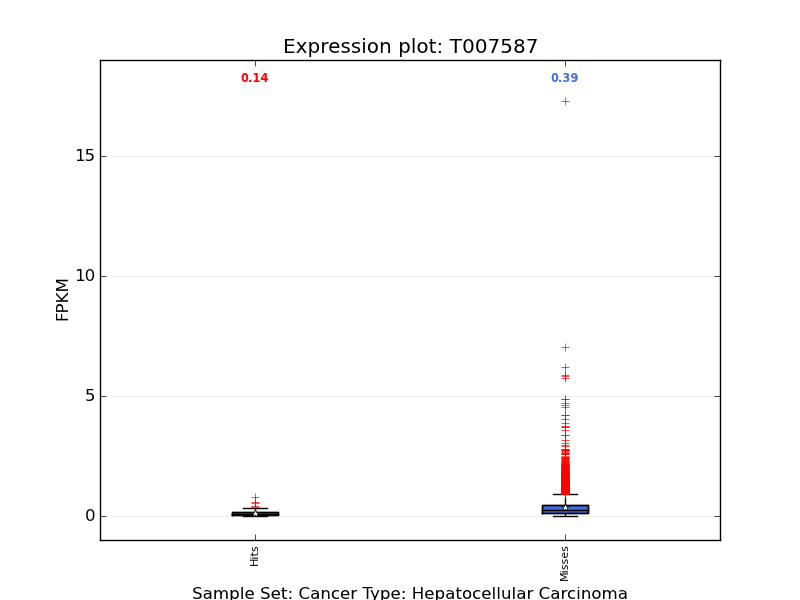 Expression plot: T007587
0.14
0.39
15
10
5
0
FPKM
Hits
Misses
Sample Set: Cancer Type: Hepatocellular Carcinoma